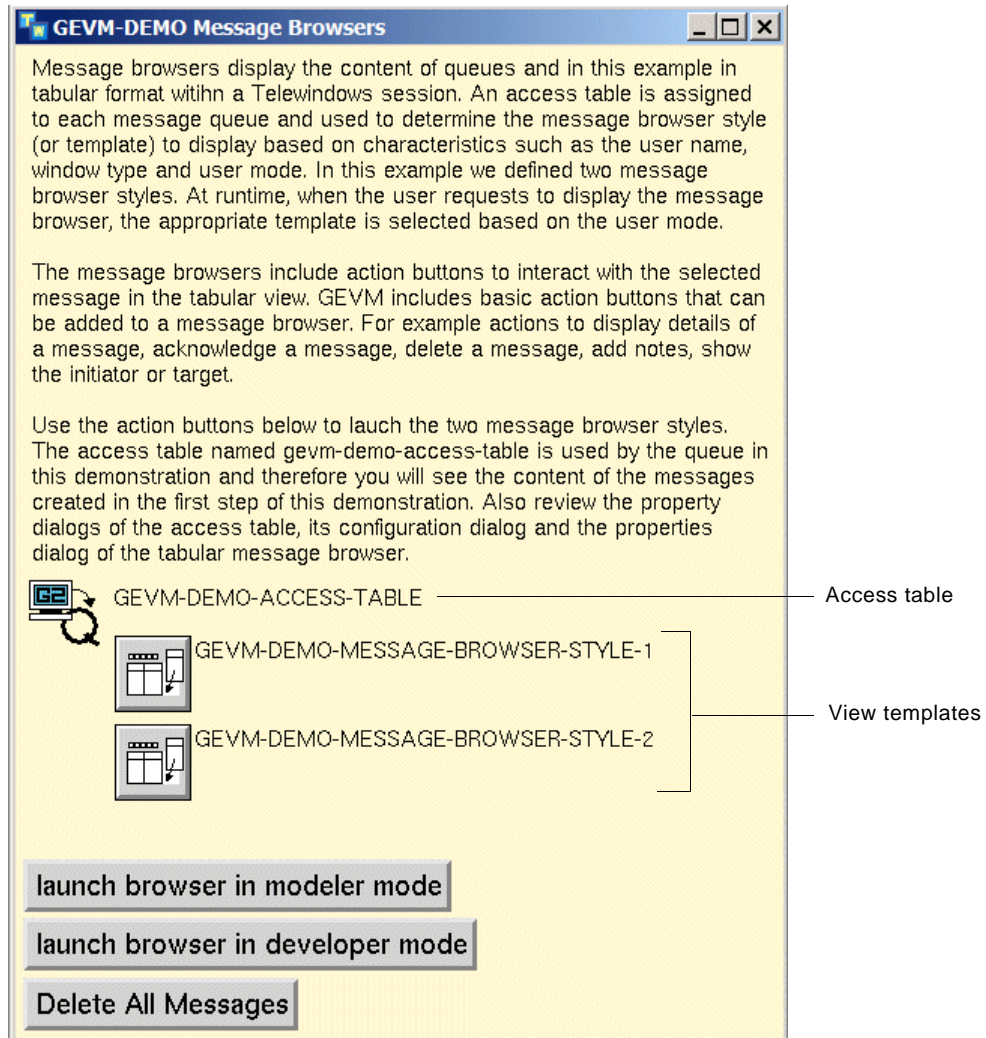 GEVM-DEMO Message Browsers
Message browsers display the content of queues and in this example in
tabular format witihn a Telewindows session. An access table is assigned
to each message queue and used to determine the message browser style
(or template) to display based on characteristics such as the user name,
window type and user mode. In this example we defined two message
browser styles. At runtime, when the user requests to display the message
browser, the appropriate template is selected based on the user mode.
The message browsers include action buttons to interact with the selected
message in the tabular view. GEVM includes basic action buttons that can
be added to a message browser. For example actions to display details of
a message, acknowledge a message, delete a message, add notes, show
the initiator or target.
Use the action buttons below to lauch the two message browser styles.
The access table named gevm-demo-access-table is used by the queue in
this demonstration and therefore you will see the content of the messages
created in the first step of this demonstration. Also review the property
dialogs of the access table, its configuration dialog and the properties
dialog of the tabular message browser.
G2
GEVM-DEMO-ACCESS-TABLE
Access table
GEVM-DEMO-MESSAGE-BROWSER-STYLE-1
View templates
GEVM-DEMO-MESSAGE-BROWSER-STYLE-2
launch browser in modeler mode
launch browser in developer mode
Delete All Messages